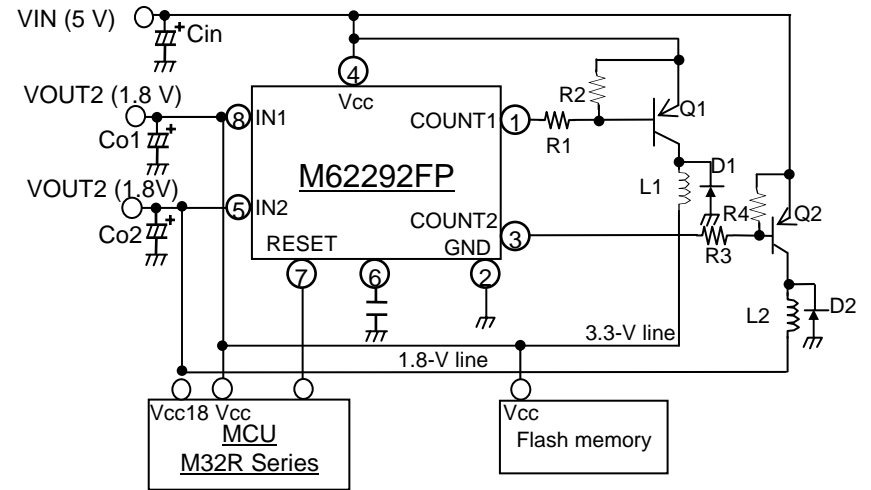 VIN (5 V)
+
Cin
4
Vcc
R2
Q1
VOUT2 (1.8 V)
+
Co1
8
IN1
COUNT1
1
R1
M62292FP
L1
D1
VOUT2 (1.8V)
+
Co2
5
IN2
COUNT2
3
R4
Q2
R3
RESET
GND
7
6
2
L2
D2
3.3-V line
1.8-V line
Vcc18 Vcc
MCU
M32R Series
Vcc
Flash memory